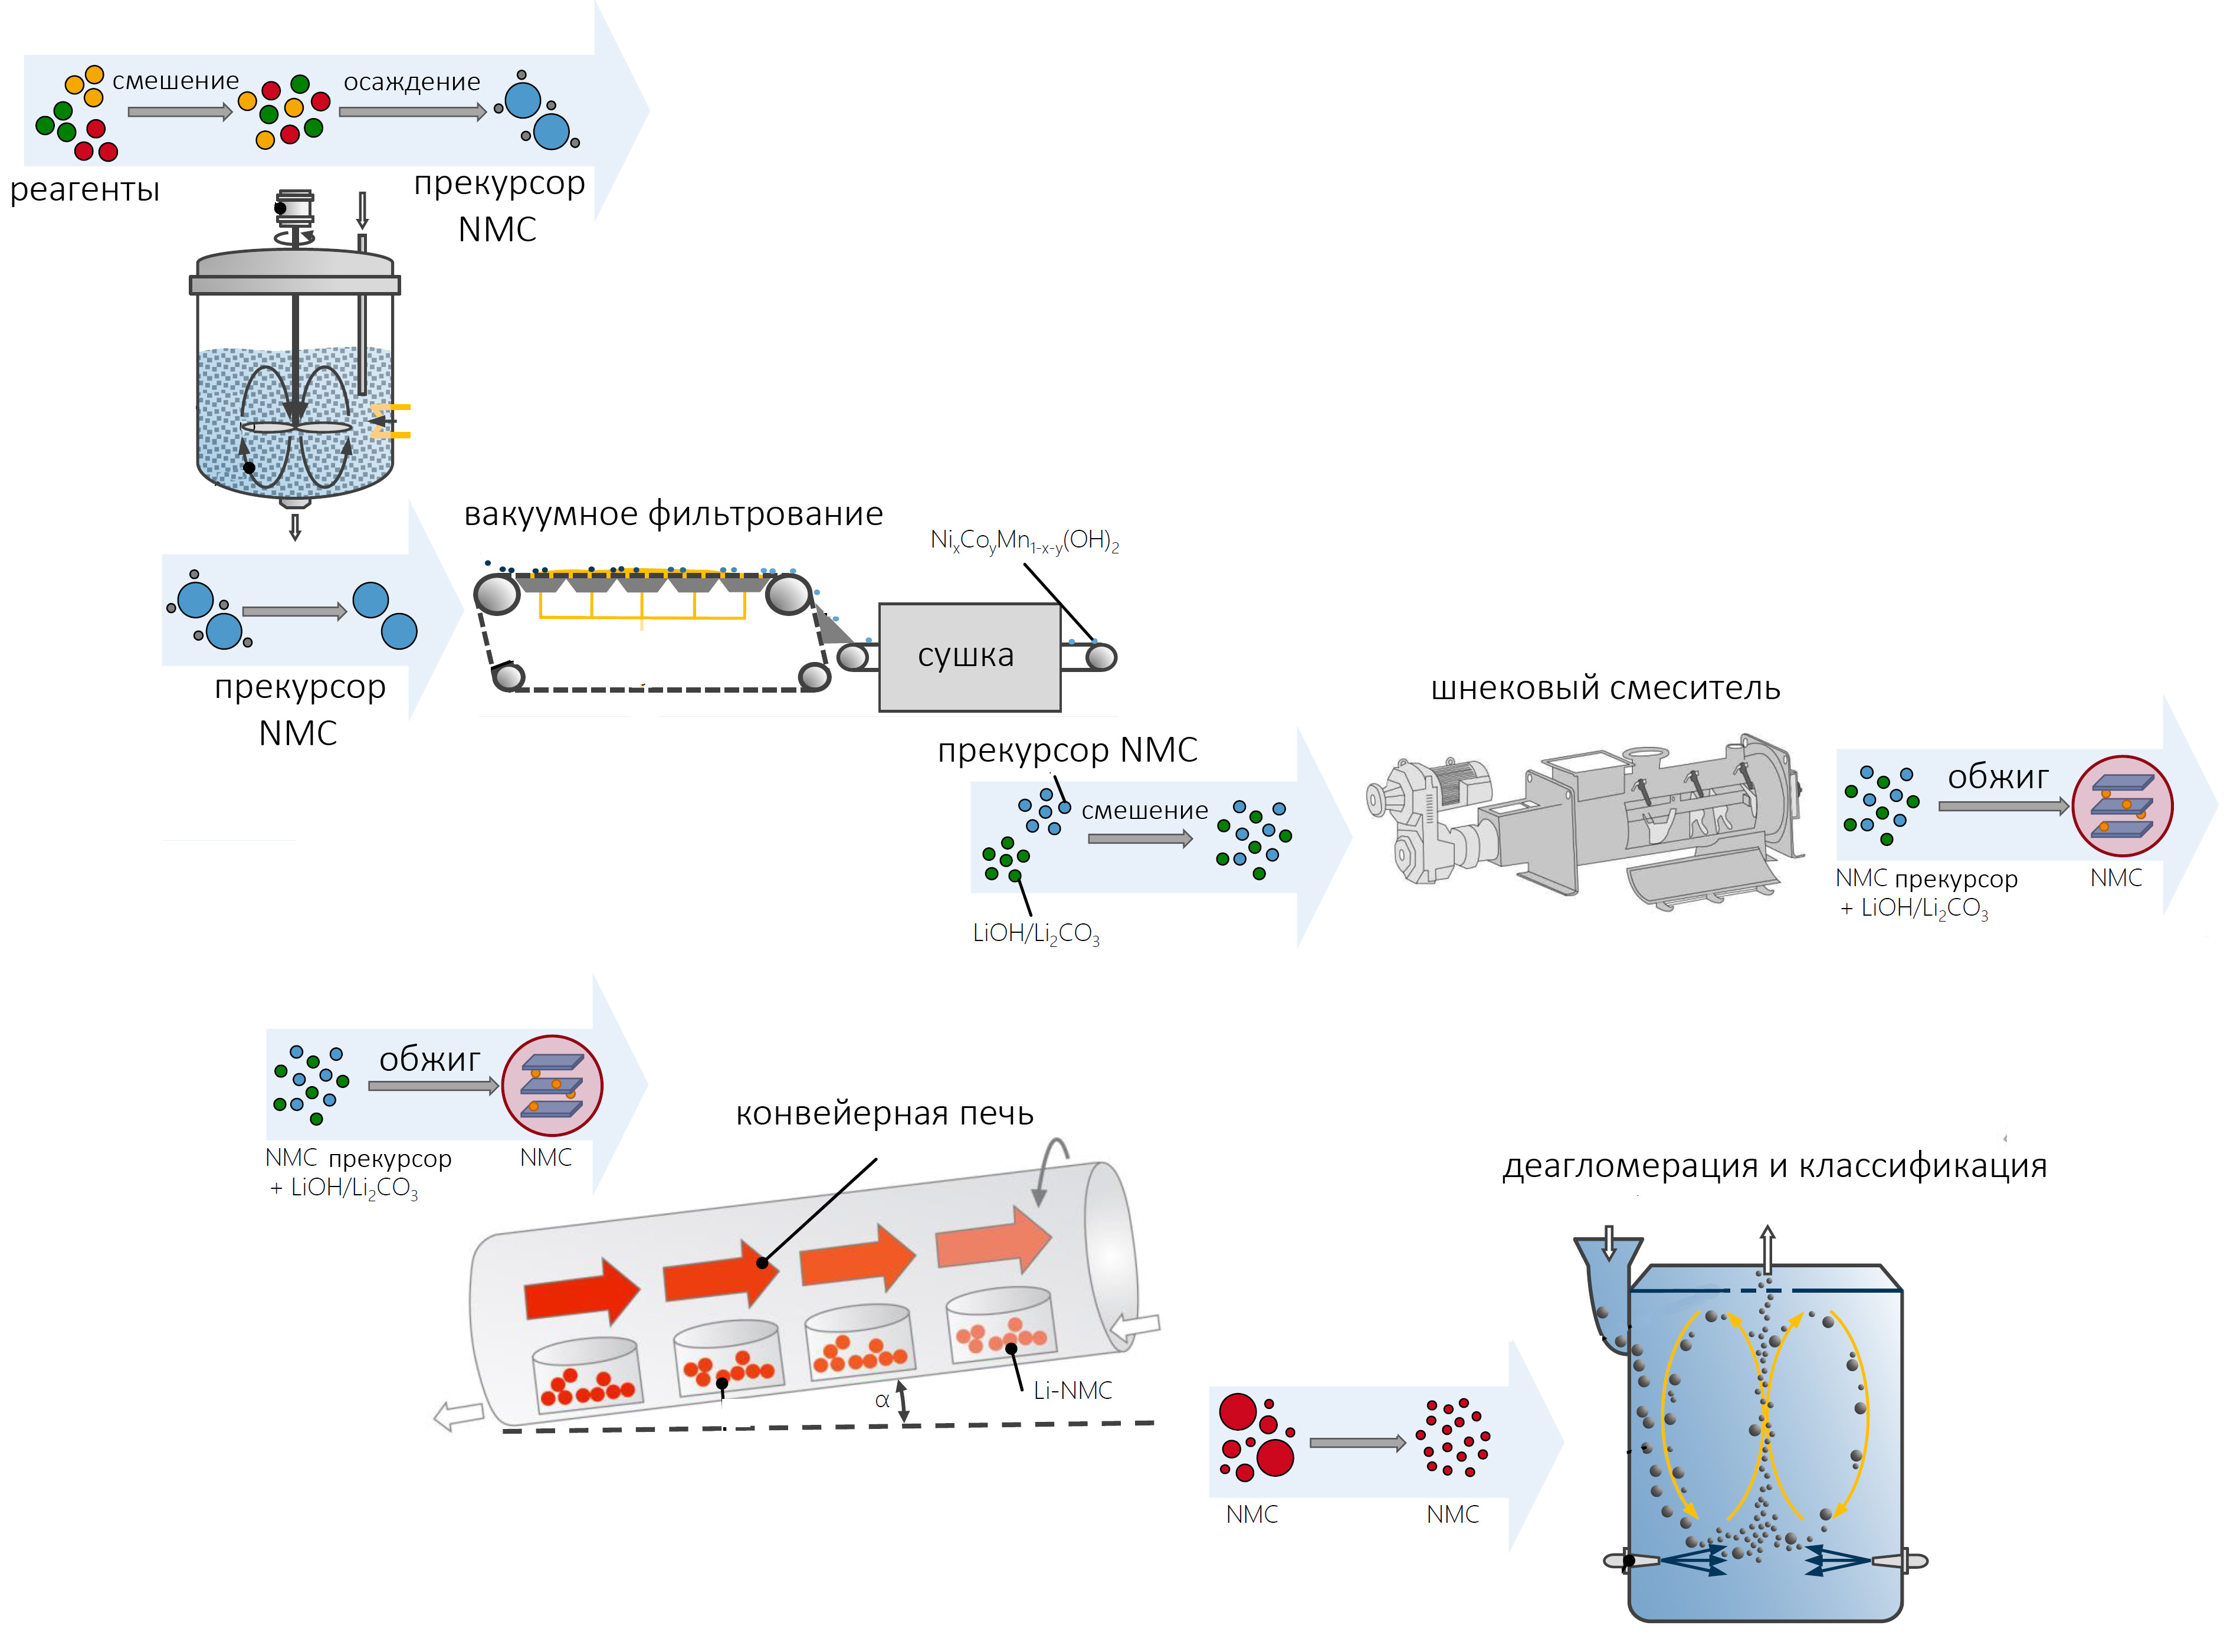 смешение
осаждение
реагенты
прекурсор
NMC
вакуумное фильтрование
NiₓCoᵧMn₁₋ₓ₋ᵧ(OH)₂
сушка
прекурсор
NMC
шнековый смеситель
прекурсор NMC
смешение
LiOH/Li₂CO₃
обжиг
NMC прекурсор
+ LiOH/Li₂CO₃
NMC
обжиг
NMC прекурсор
+ LiOH/Li₂CO₃
NMC
конвейерная печь
α
Li-NMC
деагломерация и классификация
NMC
NMC